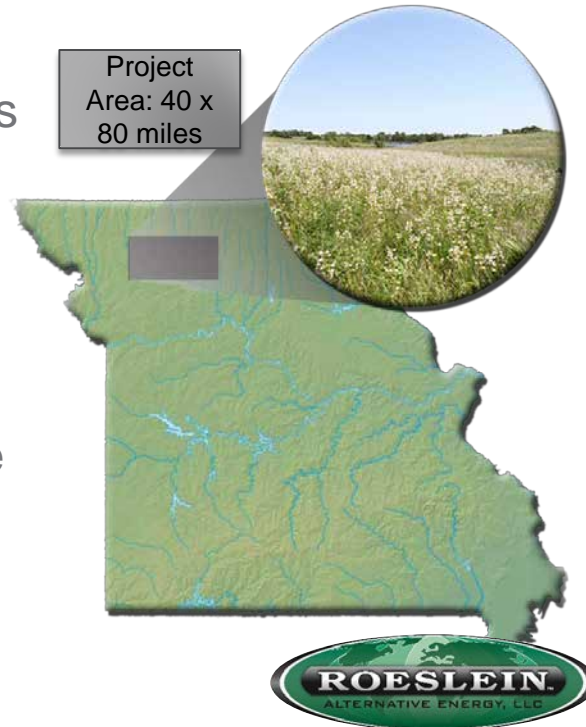 Project
Area: 40 x
80 miles
s
e
ROESLEIN
ALTERNATIVE ENERGY, LLC